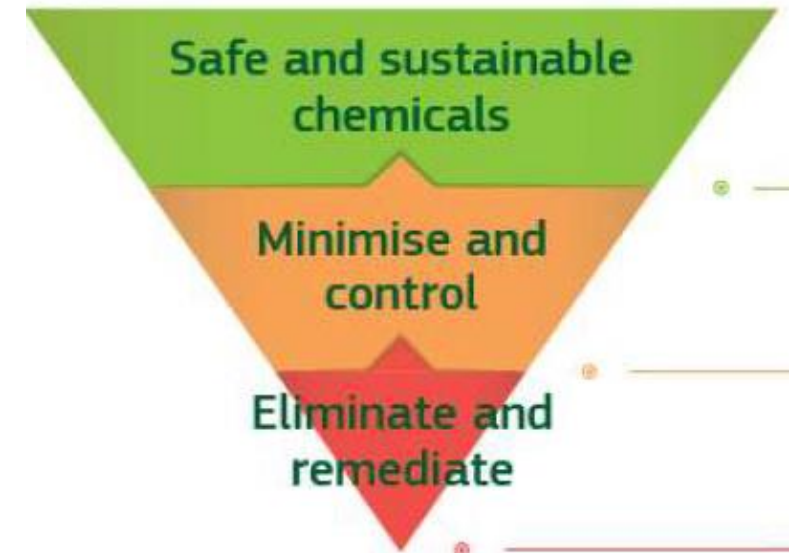 Safe and sustainable
chemicals
Minimise and
control
Eliminate and
remediate